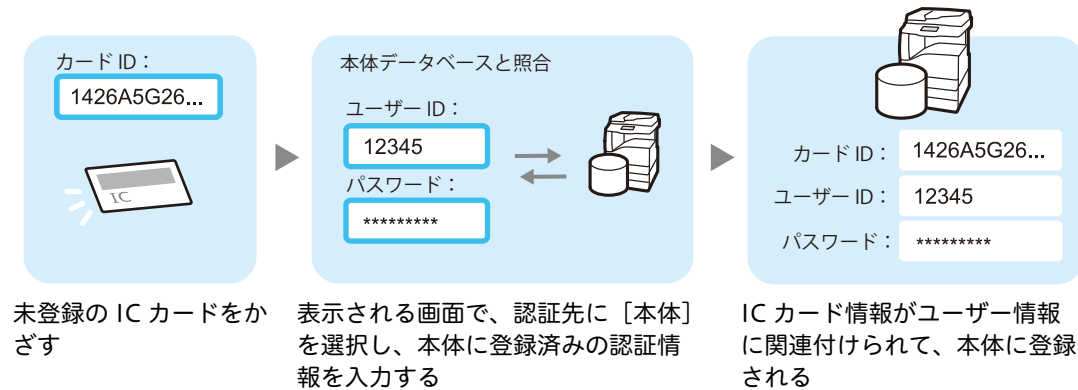 カード ID：
1426A5G26...
IC
未登録の IC カードをか
ざす
本体データベースと照合
ユーザー ID：
12345
パスワード：
*********
表示される画面で、認証先に［本体］
を選択し、本体に登録済みの認証情
報を入力する
カード ID： 1426A5G26...
ユーザー ID： 12345
パスワード： *********
IC カード情報がユーザー情報
に関連付けられて、本体に登録
される